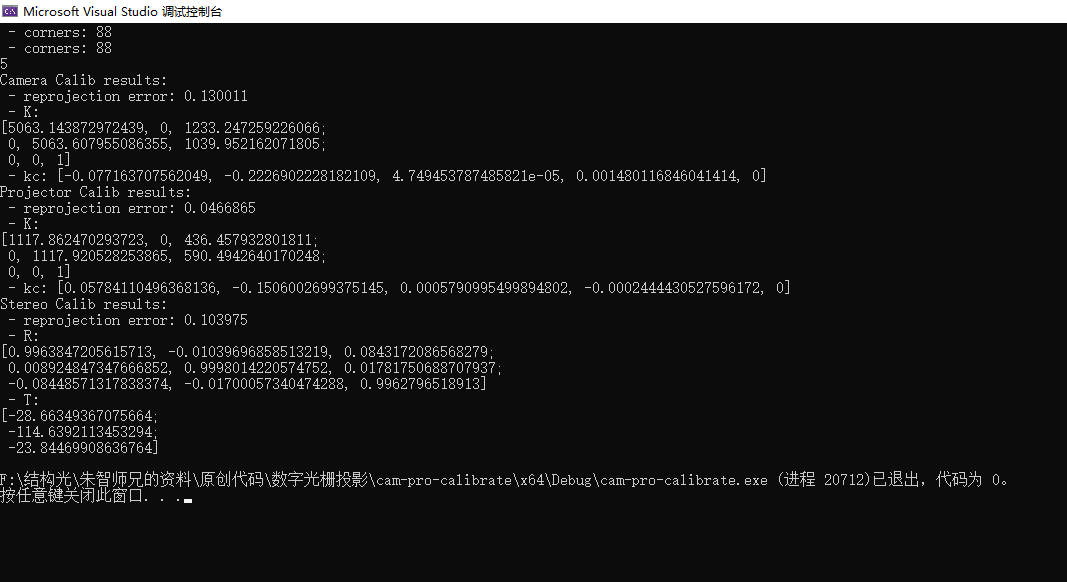 Microsoft Visual Studio 调试控制台
- corners: 88
- corners: 88
5
Camera Calib results:
- reprojection error: 0.130011
- K:
[5063.143872972439, 0, 1233.247259226066;
0, 5063.607955086355, 1039.952162071805;
0, 0, 1]
- kc: [-0.077163707562049, -0.2226902228182109, 4.749453787485821e-05, 0.001480116846041414, 0]
Projector Calib results:
- reprojection error: 0.0466865
- K:
[1117.862470293723, 0, 436.457932801811;
0, 1117.920528253865, 590.4942640170248;
0, 0, 1]
- kc: [0.05784110496368136, -0.1506002699375145, 0.0005790995499894802, -0.0002444430527596172, 0]
Stereo Calib results:
- reprojection error: 0.103975
- R:
[0.9963847205615713, -0.01039696858513219, 0.0843172086568279;
0.008924847347666852, 0.9998014220574752, 0.01781750688707937;
-0.08448571317838374, -0.01700057340474288, 0.9962796518913]
- T:
[-28.66349367075664;
-114.6392113453294;
-23.84469908636764]
F:\结构光\朱智师兄的资料\原创代码\数字光栅投影\cam-pro-calibrate\x64\Debug\cam-pro-calibrate.exe (进程 20712)已退出，代码为 0。
按任意键关闭此窗口. . .